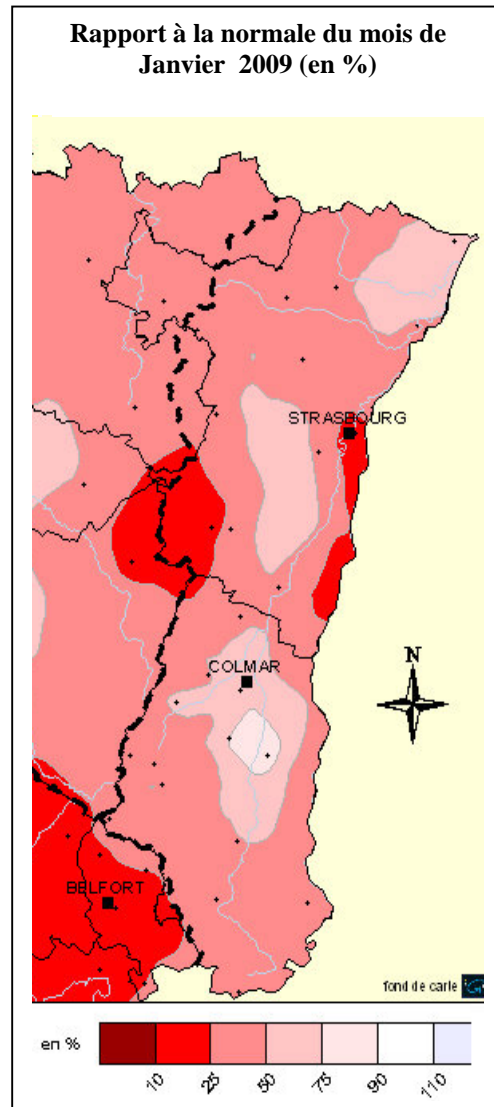 Rapport à la normale du mois de
Janvier 2009 (en %)
STRASBOURG
COLMAR
N
BELFORT
fond de carte
en %
10
25
50
75
90
110